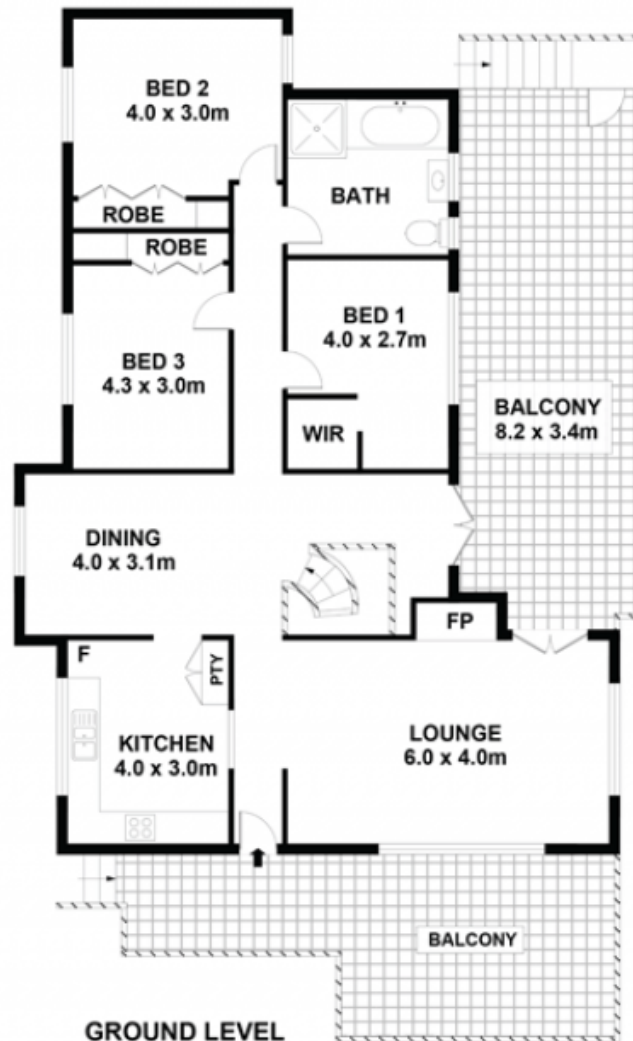 BED 2
4.0 x 3.0m
BATH
ROBE
ROBE
BED 1
4.0 x 2.7m
BED 3
4.3 x 3.0m
BALCONY
8.2 x 3.4m
WIR
DINING
4.0 x 3.1m
FP
F
PTY
KITCHEN
4.0 x 3.0m
LOUNGE
6.0 x 4.0m
BALCONY
GROUND LEVEL